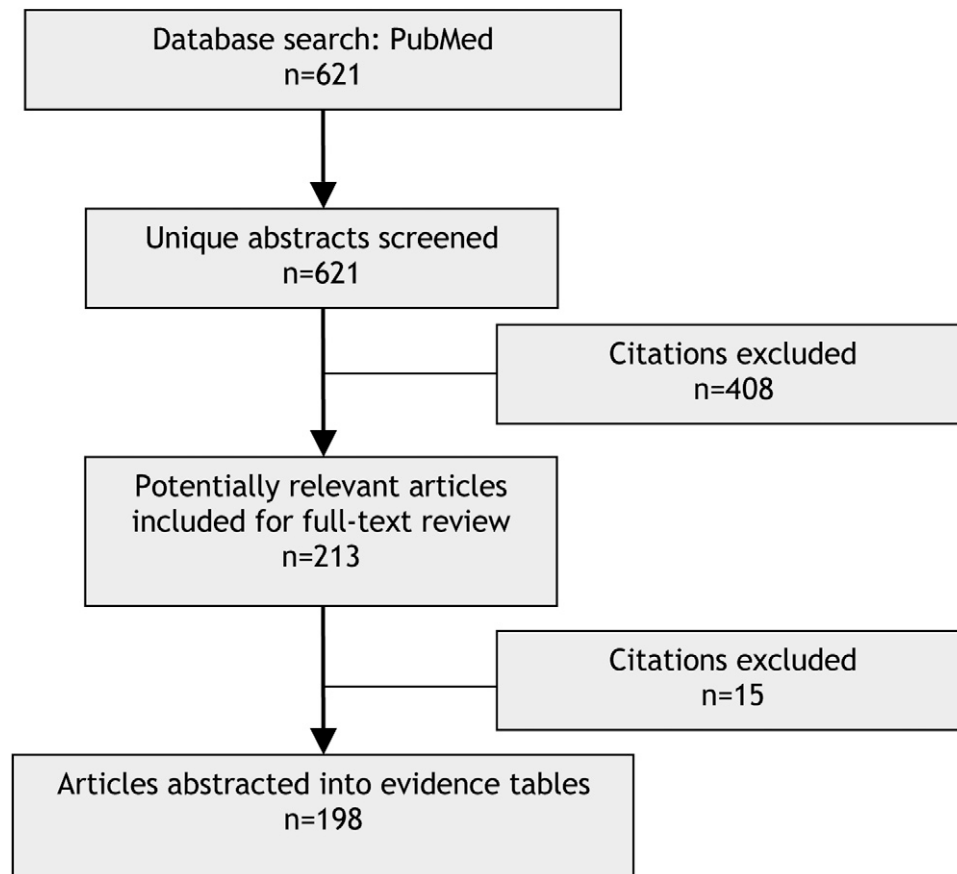 Database search: PubMed
n=621
Unique abstracts screened
n=621
Citations excluded
n=408
Potentially relevant articles
included for full-text review
n=213
Citations excluded
n=15
Articles abstracted into evidence tables
n=198